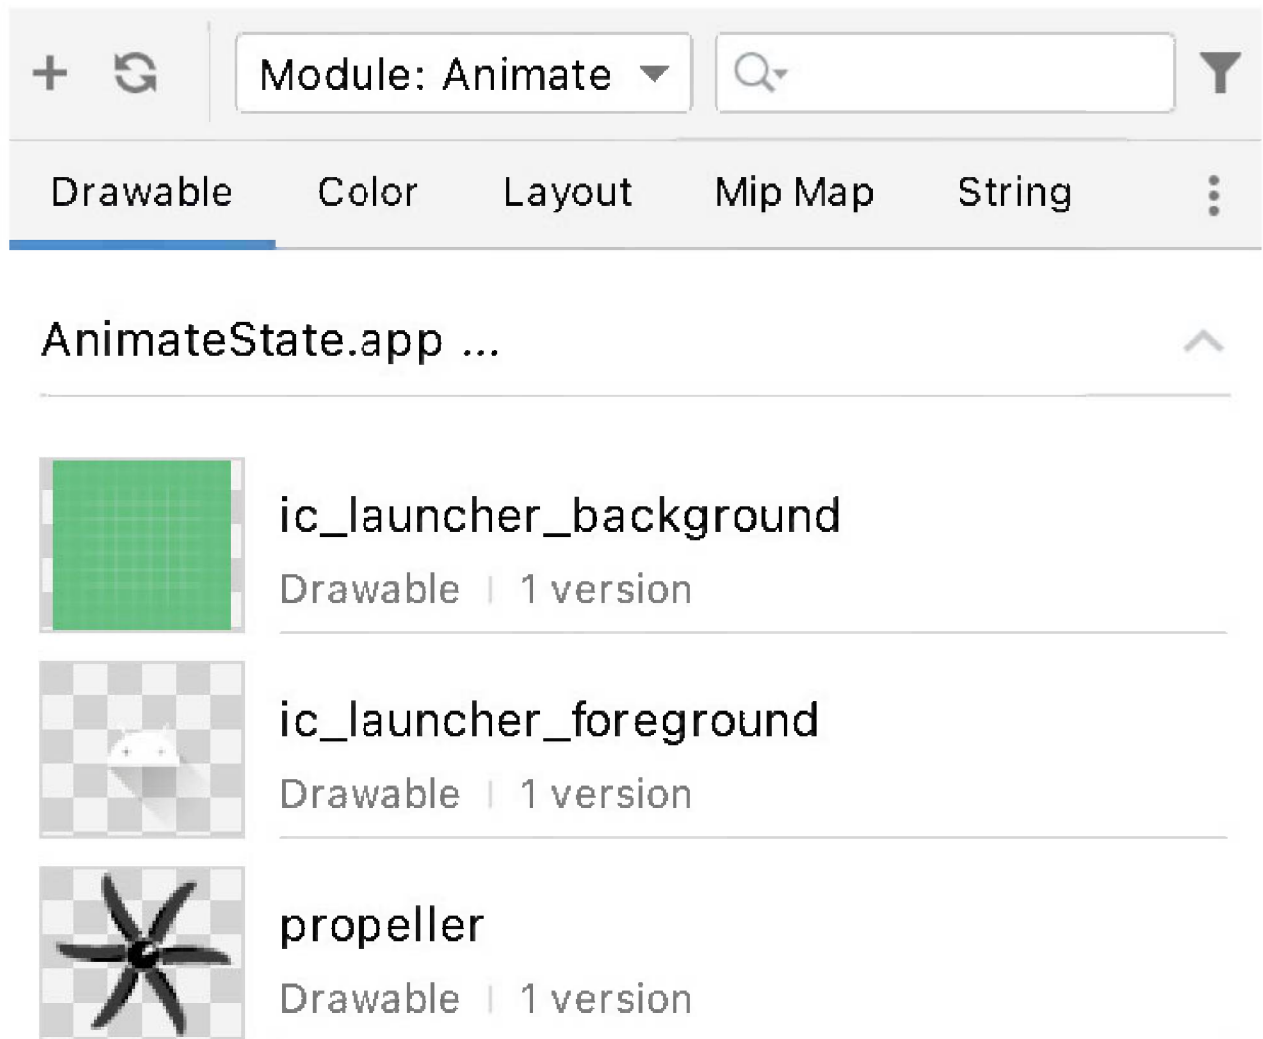 Module: Animate
Drawable Color Layout Mip Map String
AnimateState.app ...
ic_launcher_background
Drawable | 1 version
ic_launcher_foreground
Drawable | 1 version
propeller
Drawable | 1 version